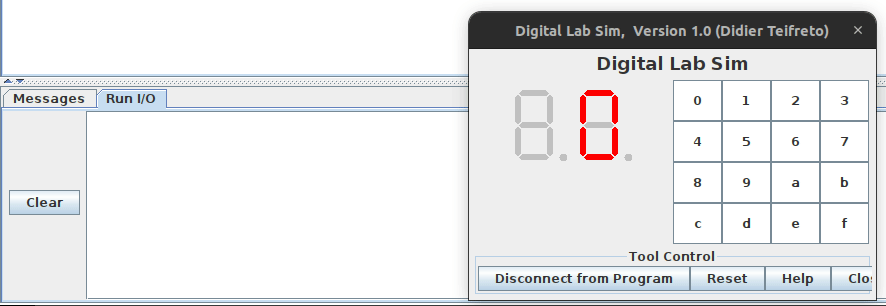 Digital Lab Sim, Version 1.0 (Didier Teifreto)
×
Digital Lab Sim
Messages
Run I/O
Clear
0
0 1 2 3
4 5 6 7
8 9 a b
c d e f
Tool Control
Disconnect from Program Reset Help Clo